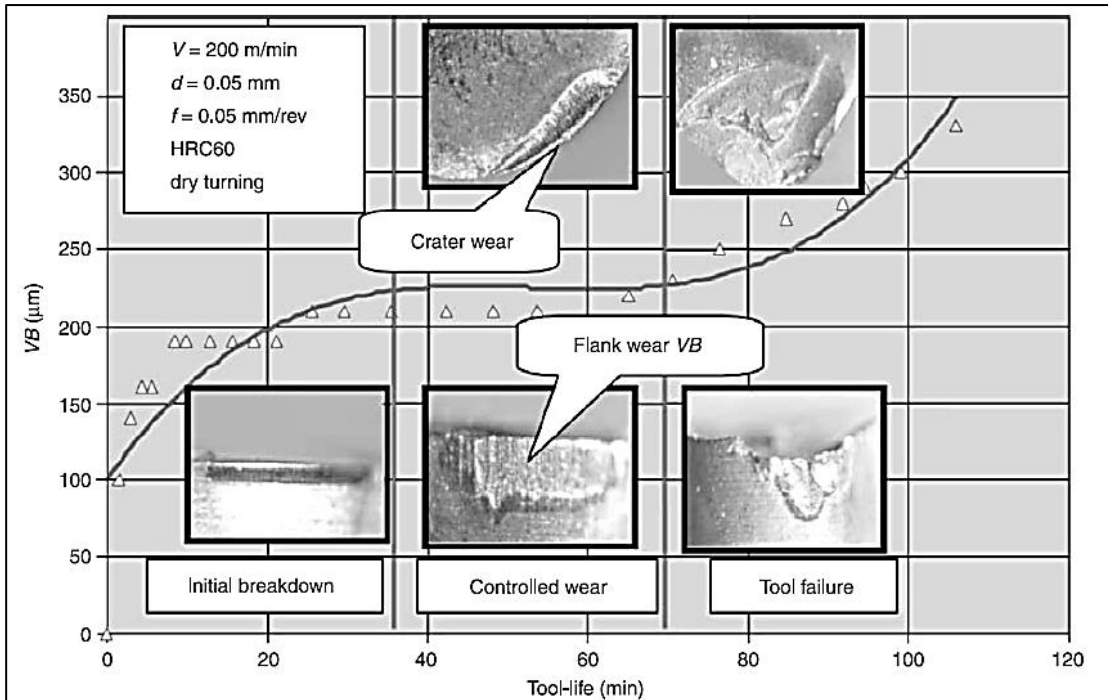 V = 200 m/min
d = 0.05 mm
f = 0.05 mm/rev
HRC60
dry turning
Crater wear
Flank wear VB
Initial breakdown
Controlled wear
Tool failure
VB (μm)
350
300
250
200
150
100
50
0
0 20 40 60 80 100 120
Tool-life (min)